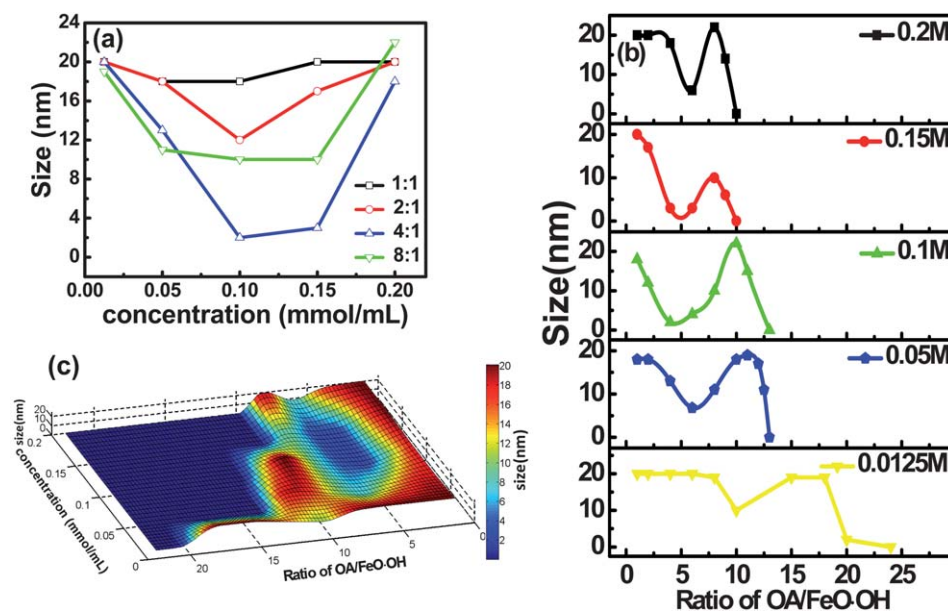 (a)
Size (nm)
24
20
16
12
8
4
0
1:1
2:1
4:1
8:1
0.00 0.05 0.10 0.15 0.20
concentration (mmol/mL)
(b)
Size(nm)
0.2M
20
10
0
0.15M
20
10
0
0.1M
20
10
0
0.05M
20
10
0
0.0125M
20
10
0
0 5 10 15 20 25
Ratio of OA/FeO·OH
(c)
size(nm)
20
10
0
0.2
0.15
0.1
0.05
0
concentration (mmol/mL)
20
15
10
5
0
Ratio of OA/FeO·OH
20
18
16
14
12
10
8
6
4
2
size(nm)